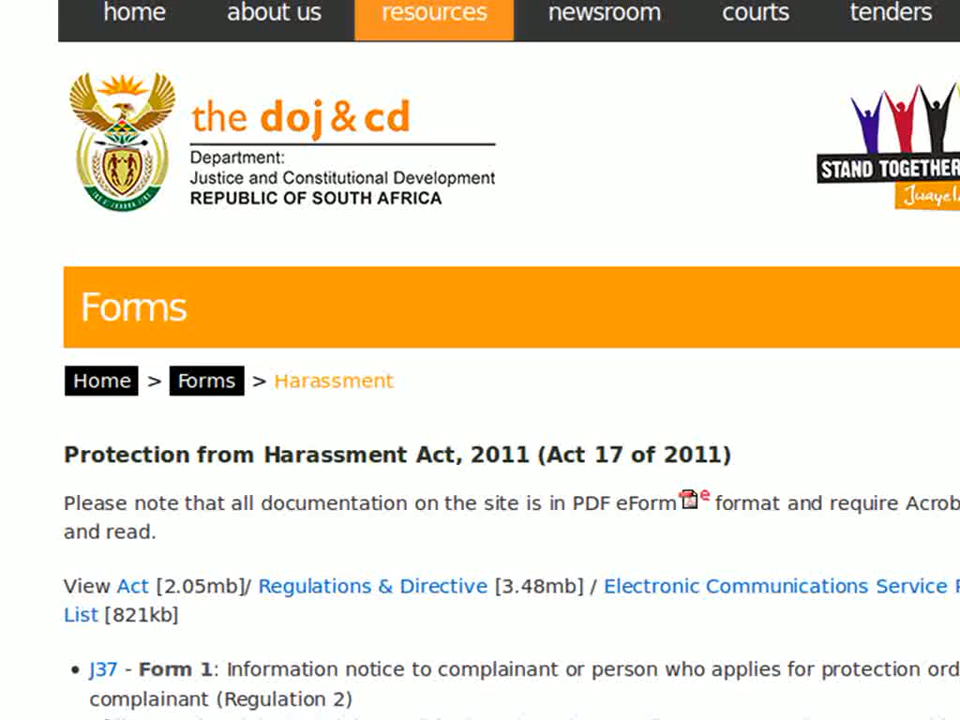 home about us resources newsroom courts tenders
the doj & cd
Department:
Justice and Constitutional Development
REPUBLIC OF SOUTH AFRICA
STAND TOGETHER
Forms
Home > Forms > Harassment
Protection from Harassment Act, 2011 (Act 17 of 2011)
Please note that all documentation on the site is in PDF eForm format and require Acrob
and read.
View Act [2.05mb]/ Regulations & Directive [3.48mb] / Electronic Communications Service
List [821kb]
• J37 - Form 1: Information notice to complainant or person who applies for protection ord
complainant (Regulation 2)